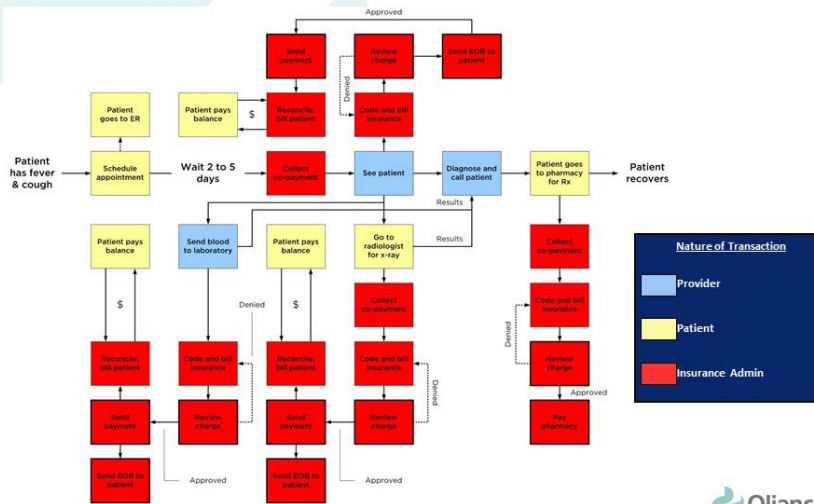 Approved
Send
payment
Review
charge
Send EOB to
patient
Denied
Patient
goes to ER
Patient pays
balance
$
Reconcile,
bill patient
Code and bill
insurance
Patient
has fever
& cough
Schedule
appointment
Wait 2 to 5
days
Collect
co-payment
See patient
Diagnose and
call patient
Patient goes
to pharmacy
for Rx
Patient
recovers
Results
Patient pays
balance
Send blood
to laboratory
Patient pays
balance
Go to
radiologist
for x-ray
Results
Collect
co-payment
Nature of Transaction
Provider
Patient
Insurance Admin
$
Denied
$
Collect
co-payment
Code and bill
insurance
Denied
Reconcile,
bill patient
Code and bill
insurance
Reconcile,
bill patient
Code and bill
insurance
Denied
Review
charge
Approved
Send
payment
Review
charge
Send
payment
Review
charge
Pay
pharmacy
Send EOB to
patient
Approved
Send EOB to
patient
Approved